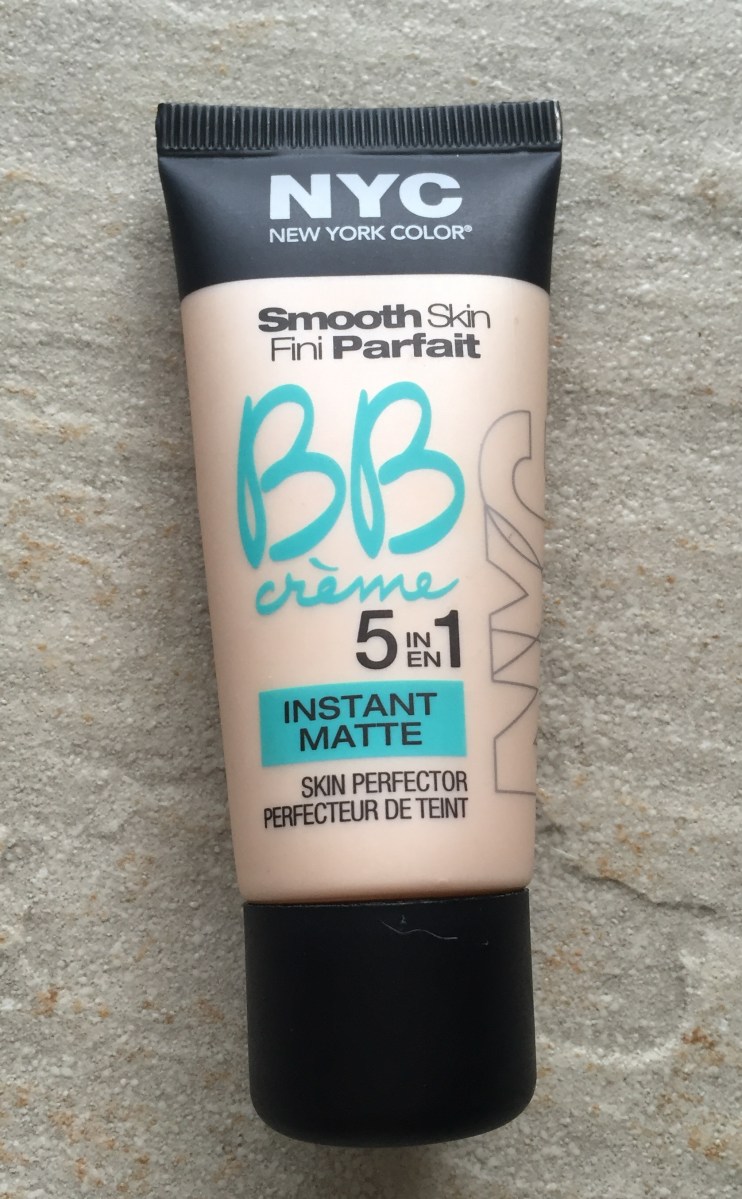 NYC
NEW YORK COLOR®
Smooth Skin
Fini Parfait
BB
crème
5 IN EN 1
INSTANT
MATTE
SKIN PERFECTOR
PERFECTEUR DE TEINT
NYC